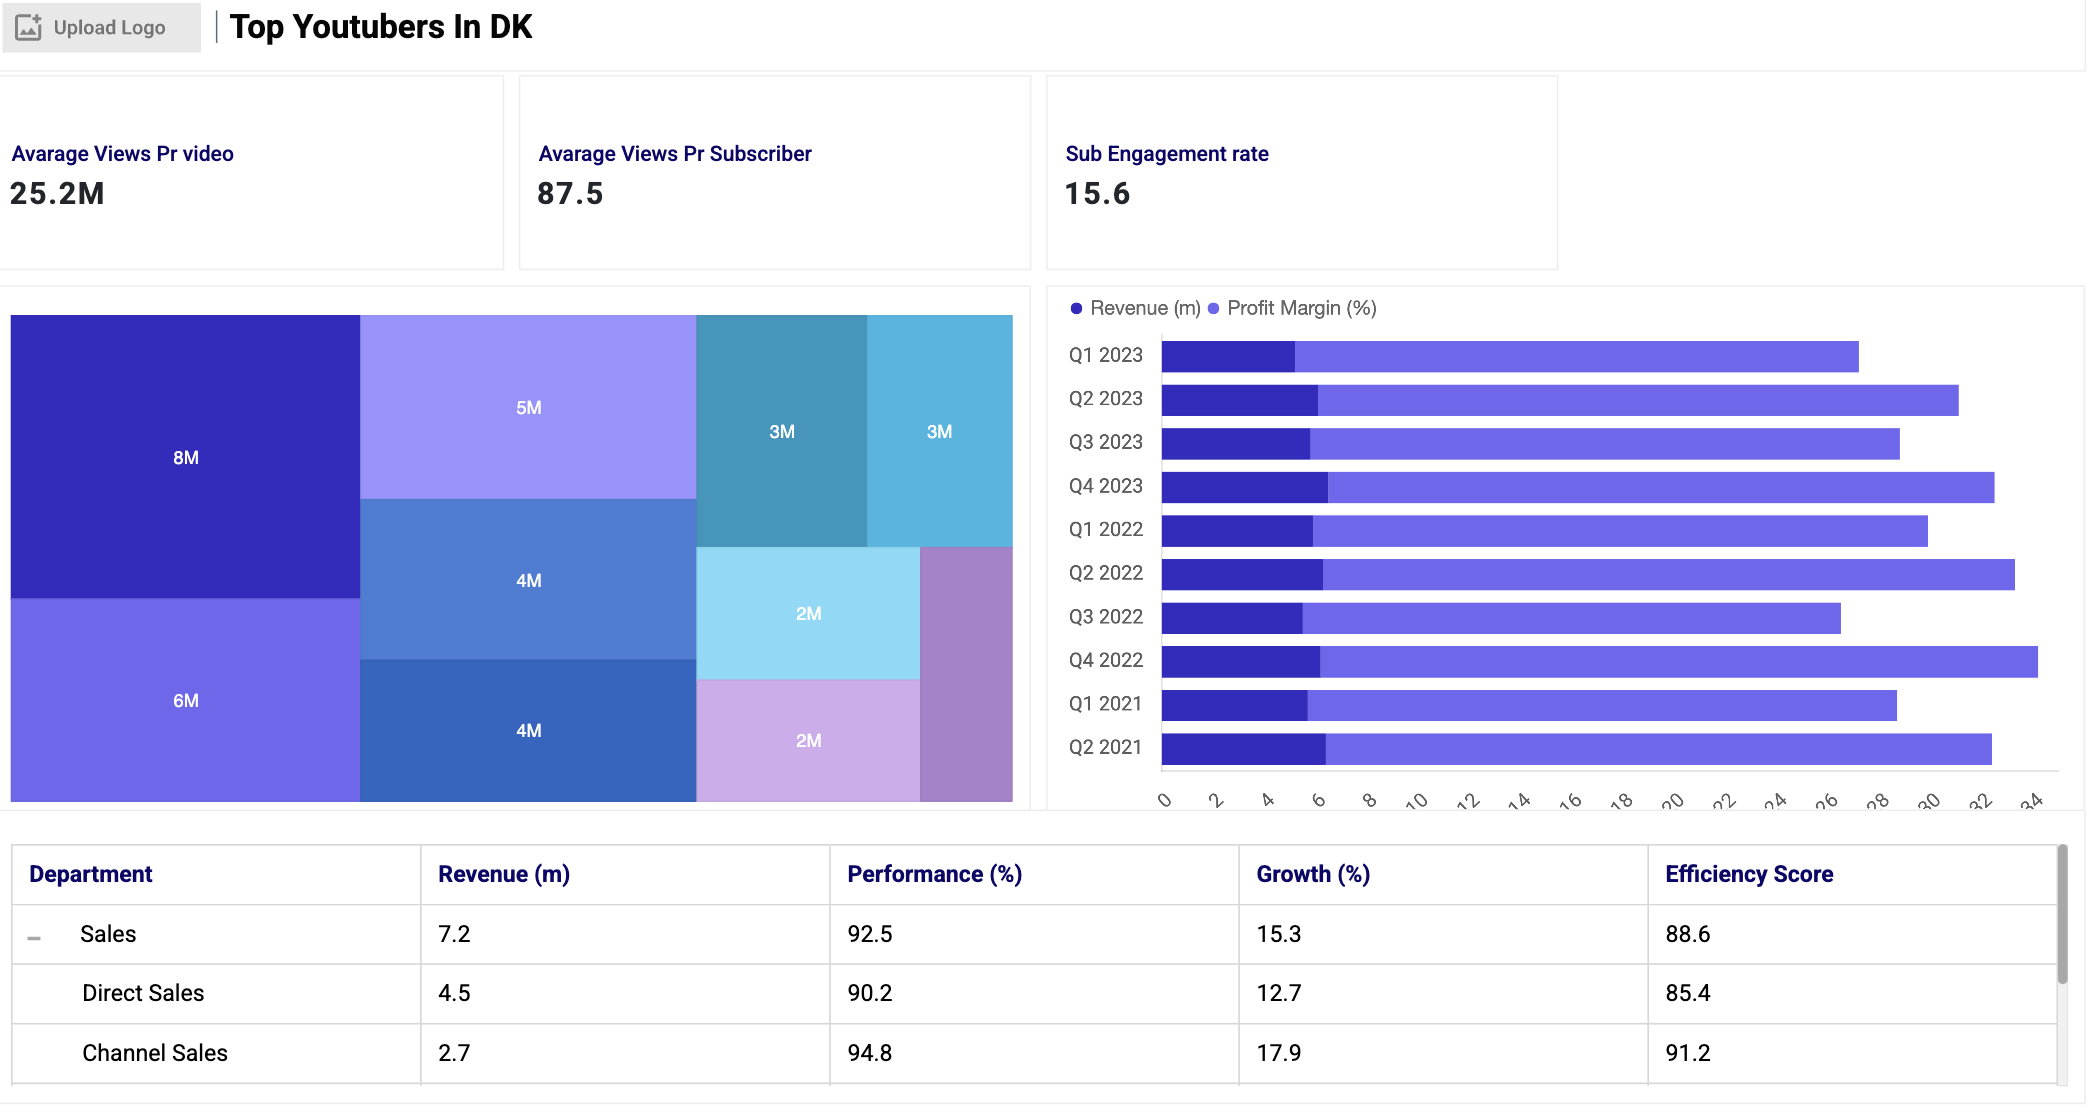 Upload Logo
Top Youtubers In DK
Avarage Views Pr video
25.2M
Avarage Views Pr Subscriber
87.5
Sub Engagement rate
15.6
8M
6M
5M
4M
4M
3M
3M
2M
2M
Revenue (m) Profit Margin (%)
Q1 2023
Q2 2023
Q3 2023
Q4 2023
Q1 2022
Q2 2022
Q3 2022
Q4 2022
Q1 2021
Q2 2021
0 2 4 6 8 10 12 14 16 18 20 22 24 26 28 30 32 34
Department Revenue (m) Performance (%) Growth (%) Efficiency Score
Sales 7.2 92.5 15.3 88.6
Direct Sales 4.5 90.2 12.7 85.4
Channel Sales 2.7 94.8 17.9 91.2